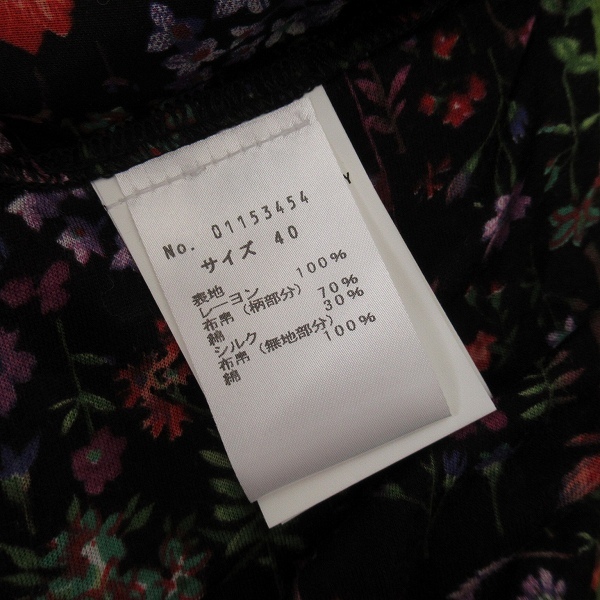 No. 01153454
サイズ 40
表地
レーヨン 100%
布帛(柄部分)
綿 70%
シルク 30%
布帛(無地部分)
綿 100%
Y